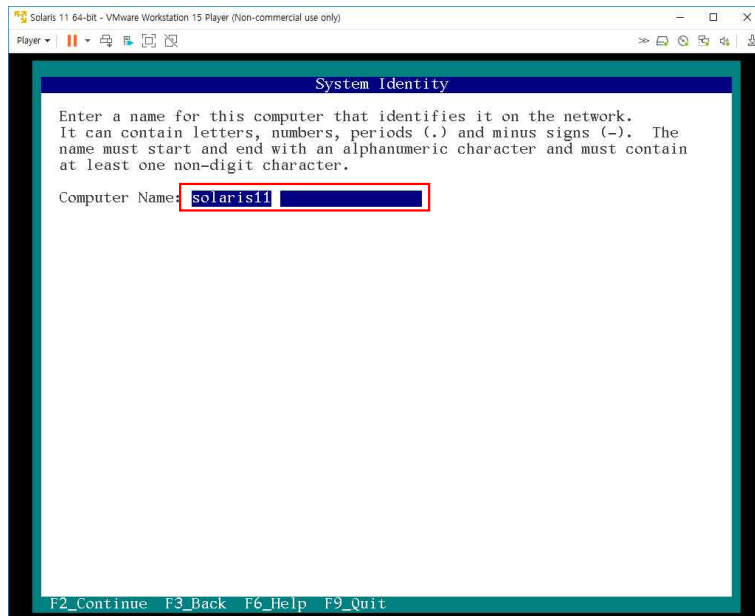 Solaris 11 64-bit - VMware Workstation 15 Player (Non-commercial use only)
Player
System Identity
Enter a name for this computer that identifies it on the network.
It can contain letters, numbers, periods (.) and minus signs (-).  The
name must start and end with an alphanumeric character and must contain
at least one non-digit character.
Computer Name: solaris11
F2_Continue  F3_Back  F6_Help  F9_Quit